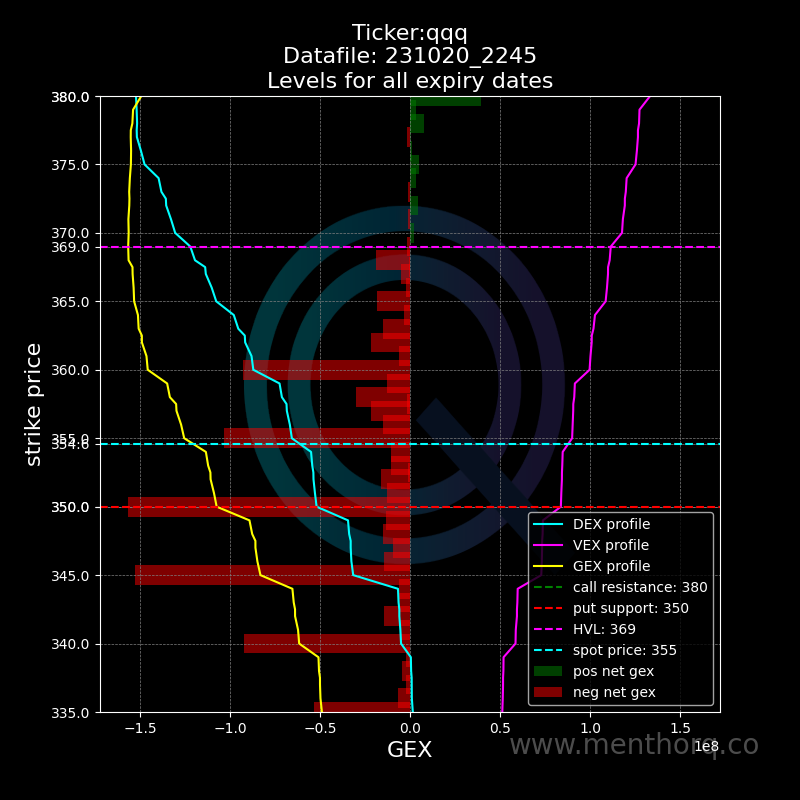 Ticker:qqq
Datafile: 231020_2245
Levels for all expiry dates
380.0
375.0
370.0
369.0
365.0
360.0
355.0
354.6
350.0
345.0
340.0
335.0
strike price
−1.5
−1.0
−0.5
0.0
0.5
1.0
1.5
1e8
GEX
DEX profile
VEX profile
GEX profile
call resistance: 380
put support: 350
HVL: 369
spot price: 355
pos net gex
neg net gex
www.menthorq.co